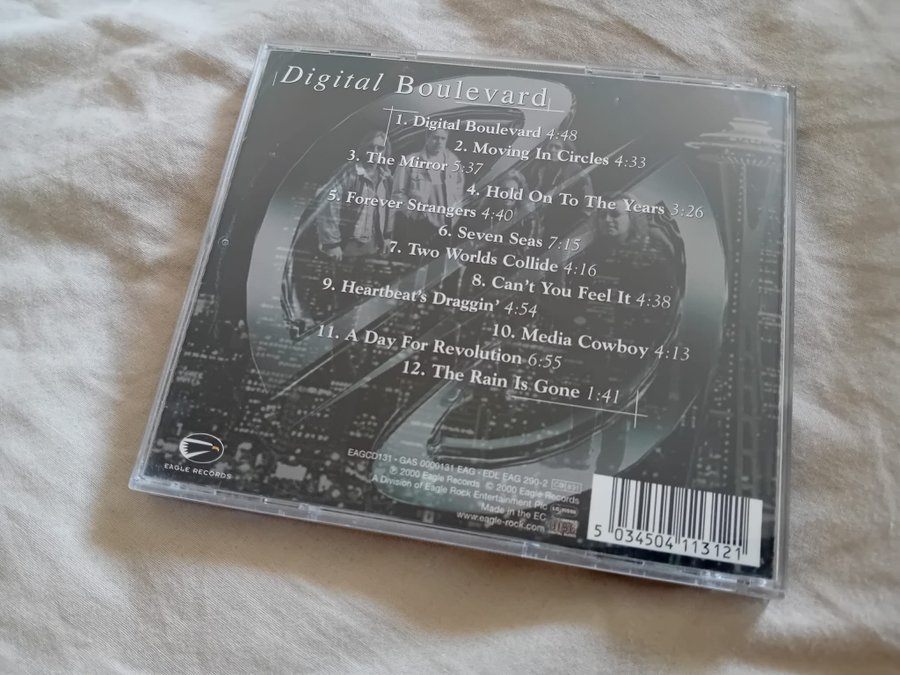 Digital Boulevard
1. Digital Boulevard 4:48
2. Moving In Circles 4:33
3. The Mirror 5:37
4. Hold On To The Years 3:26
5. Forever Strangers 4:40
6. Seven Seas 7:15
7. Two Worlds Collide 4:16
8. Can't You Feel It 4:38
9. Heartbeat's Draggin' 4:54
10. Media Cowboy 4:13
11. A Day For Revolution 6:55
12. The Rain Is Gone 1:41
EAGLE RECORDS
EAGCD131 • GAS 0000131 EAG • EDL EAG 290-2
℗ 2000 Eagle Records © 2000 Eagle Records
A Division of Eagle Rock Entertainment Plc
Made in the EC
www.eagle-rock.com
5 034504 113121